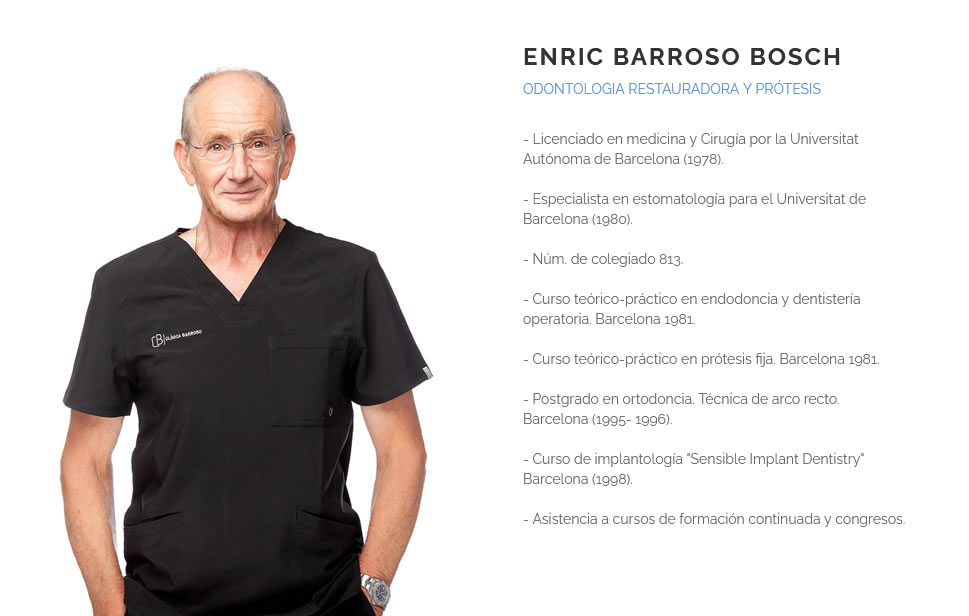 ENRIC BARROSO BOSCH
ODONTOLOGIA RESTAURADORA Y PRÓTESIS
- Licenciado en medicina y Cirugía por la Universitat
Autónoma de Barcelona (1978).
- Especialista en estomatología para el Universitat de
Barcelona (1980).
- Núm. de colegiado 813.
- Curso teórico-práctico en endodoncia y dentistería
operatoria. Barcelona 1981.
- Curso teórico-práctico en prótesis fija. Barcelona 1981.
- Postgrado en ortodoncia. Técnica de arco recto.
Barcelona (1995- 1996).
- Curso de implantología "Sensible Implant Dentistry"
Barcelona (1998).
- Asistencia a cursos de formación continuada y congresos.
CB CLÍNICA BARROSO